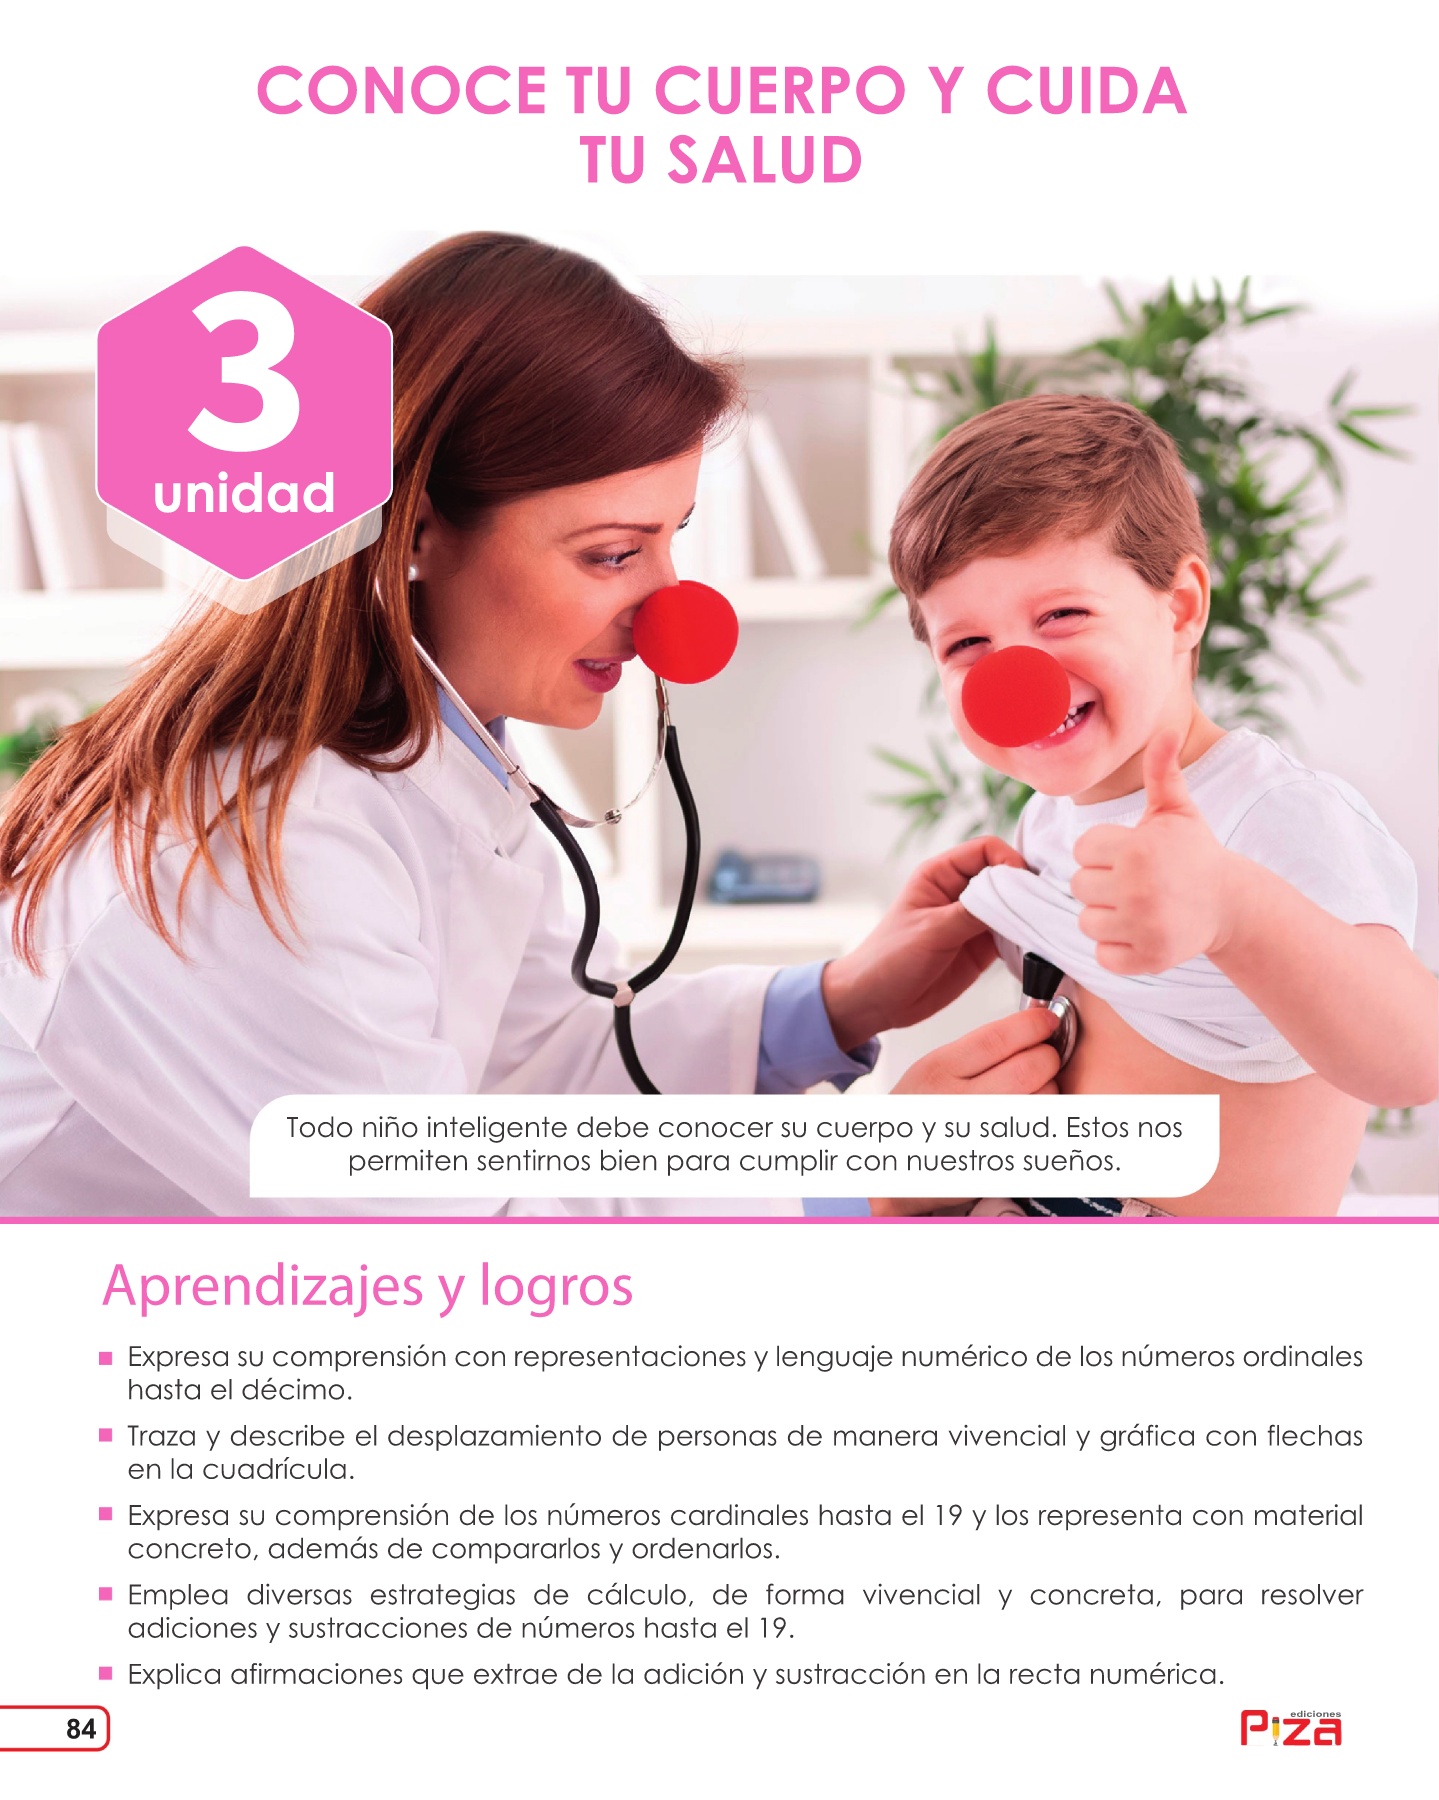 CONOCE TU CUERPO Y CUIDA
TU SALUD
3
unidad
Todo niño inteligente debe conocer su cuerpo y su salud. Estos nos
permiten sentirnos bien para cumplir con nuestros sueños.
Aprendizajes y logros
Expresa su comprensión con representaciones y lenguaje numérico de los números ordinales
hasta el décimo.
Traza y describe el desplazamiento de personas de manera vivencial y gráfica con flechas
en la cuadrícula.
Expresa su comprensión de los números cardinales hasta el 19 y los representa con material
concreto, además de compararlos y ordenarlos.
Emplea diversas estrategias de cálculo, de forma vivencial y concreta, para resolver
adiciones y sustracciones de números hasta el 19.
Explica afirmaciones que extrae de la adición y sustracción en la recta numérica.
84
ediciones
Piza